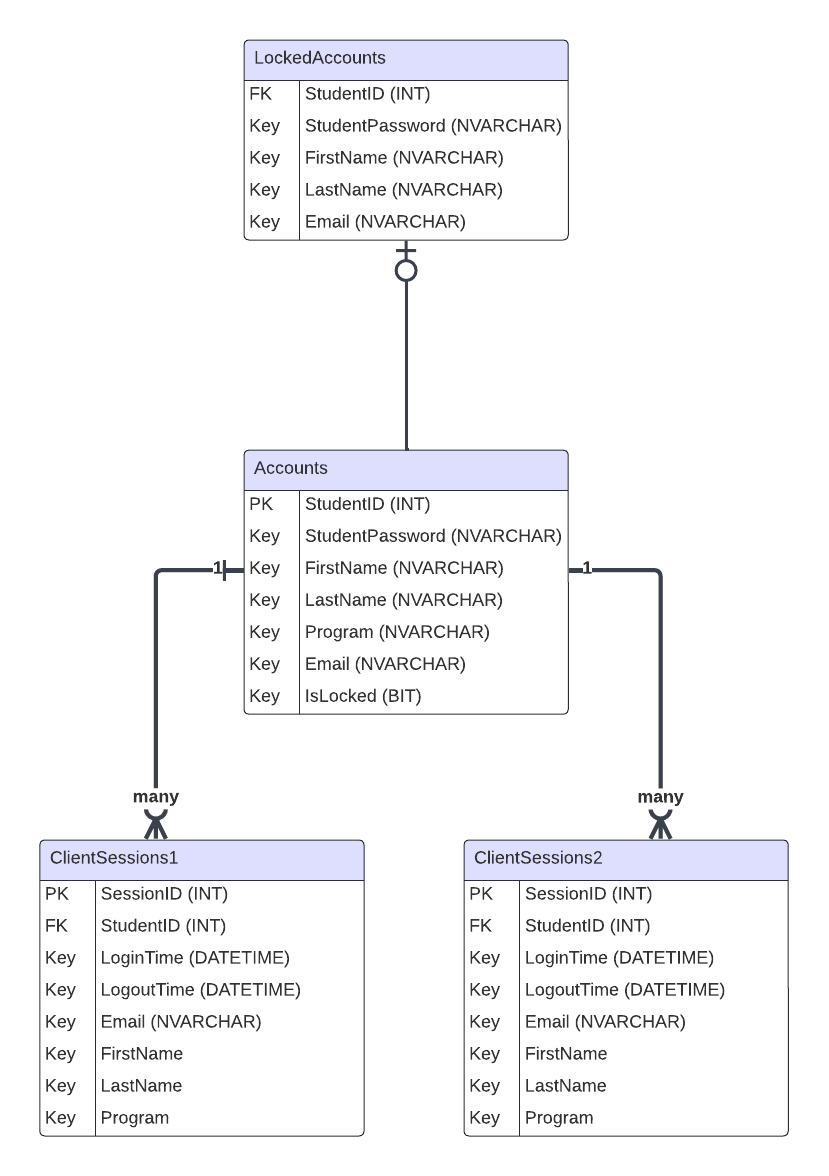 LockedAccounts
FK StudentID (INT)
Key StudentPassword (NVARCHAR)
Key FirstName (NVARCHAR)
Key LastName (NVARCHAR)
Key Email (NVARCHAR)
Accounts
PK StudentID (INT)
Key StudentPassword (NVARCHAR)
Key FirstName (NVARCHAR)
Key LastName (NVARCHAR)
Key Program (NVARCHAR)
Key Email (NVARCHAR)
Key IsLocked (BIT)
1
1
many
many
ClientSessions1
PK SessionID (INT)
FK StudentID (INT)
Key LoginTime (DATETIME)
Key LogoutTime (DATETIME)
Key Email (NVARCHAR)
Key FirstName
Key LastName
Key Program
ClientSessions2
PK SessionID (INT)
FK StudentID (INT)
Key LoginTime (DATETIME)
Key LogoutTime (DATETIME)
Key Email (NVARCHAR)
Key FirstName
Key LastName
Key Program